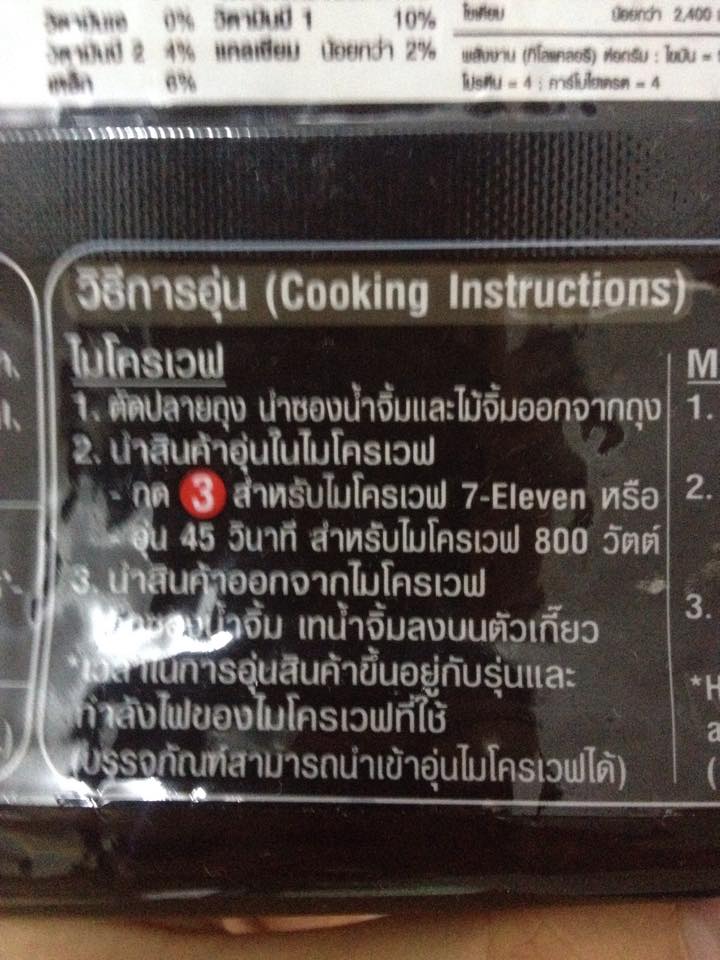 วิตามินเอ 0% วิตามินบี 1 10%
วิตามินบี 2 4% แคลเซียม น้อยกว่า 2%
เหล็ก 6%
โซเดียม น้อยกว่า 2,400
พลังงาน (กิโลแคลอรี) ต่อกรัม : ไขมัน =
โปรตีน = 4 ; คาร์โบไฮเดรต = 4
วิธีการอุ่น (Cooking Instructions)
ไมโครเวฟ
1. ตัดปลายถุง นำซองน้ำจิ้มและไม้จิ้มออกจากถุง
2. นำสินค้าอุ่นในไมโครเวฟ
- กด 3 สำหรับไมโครเวฟ 7-Eleven หรือ
- อุ่น 45 วินาที สำหรับไมโครเวฟ 800 วัตต์
3. นำสินค้าออกจากไมโครเวฟ
น้ำจิ้ม เทน้ำจิ้มลงบนตัวเกี๊ยว
*เวลาในการอุ่นสินค้าขึ้นอยู่กับรุ่นและ
กำลังไฟของไมโครเวฟที่ใช้
(บรรจุภัณฑ์สามารถนำเข้าอุ่นไมโครเวฟได้)
M
1.
2.
3.
*H
a
(